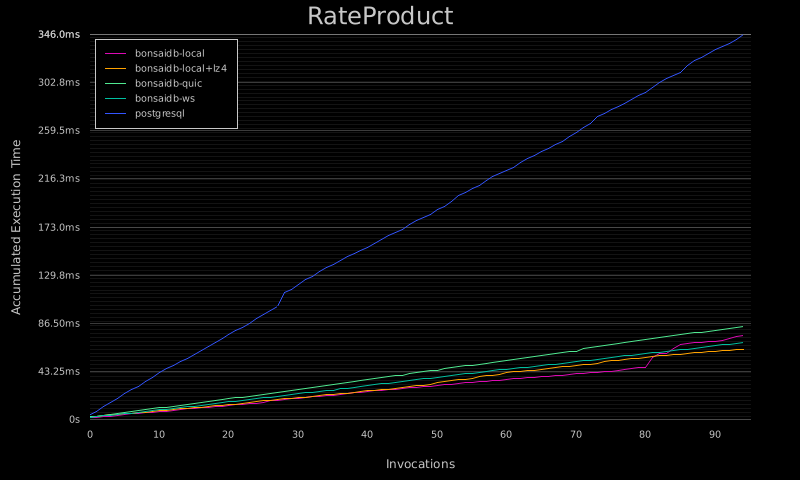 RateProduct
346.0ms
302.8ms
259.5ms
216.3ms
173.0ms
129.8ms
86.50ms
43.25ms
0s
bonsaidb-local
bonsaidb-local+lz4
bonsaidb-quic
bonsaidb-ws
postgresql
Accumulated Execution Time
0 10 20 30 40 50 60 70 80 90
Invocations